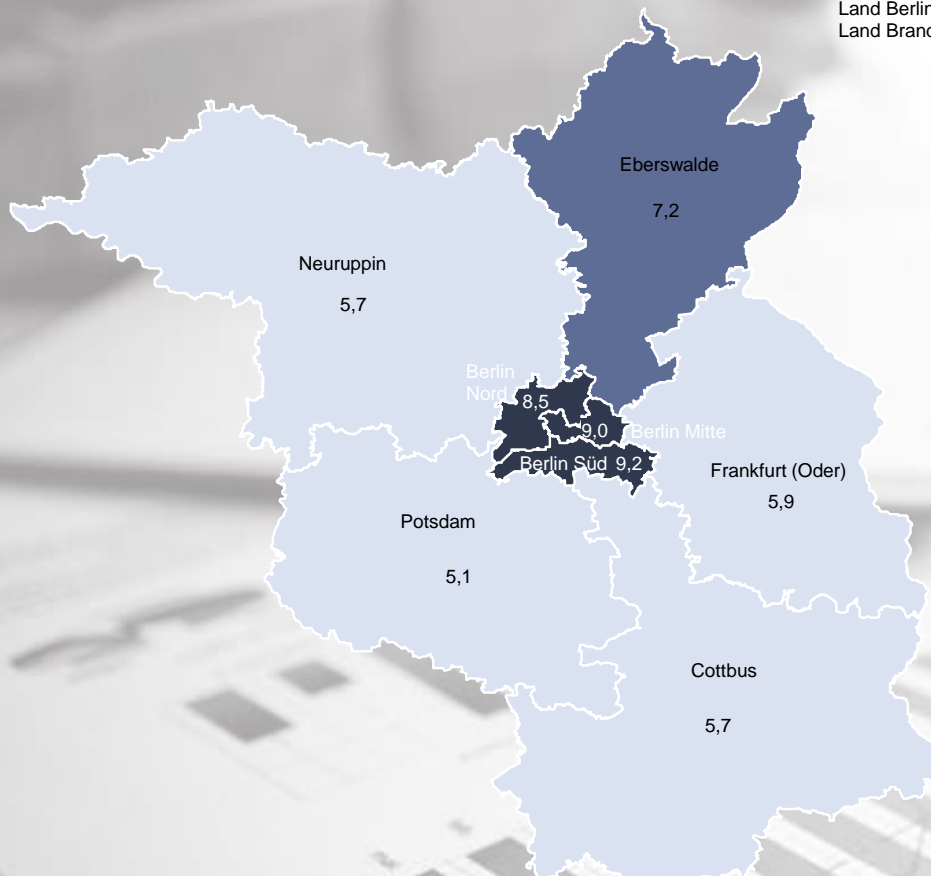 Land Berlin
Land Brand
Eberswalde
7,2
Neuruppin
5,7
Berlin
Nord
8,5
9,0 Berlin Mitte
Berlin Süd 9,2
Frankfurt (Oder)
5,9
Potsdam
5,1
Cottbus
5,7